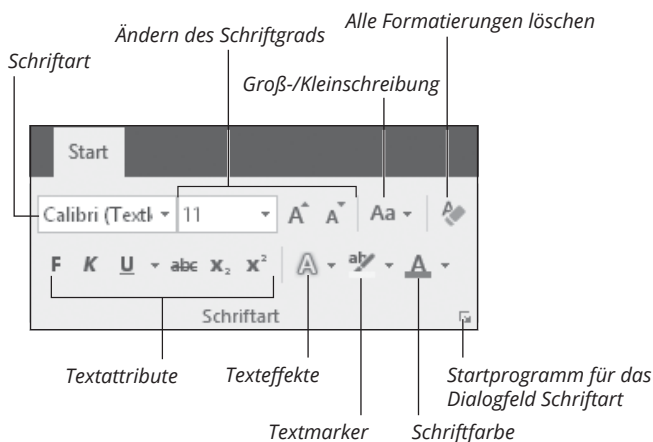 Alle Formatierungen löschen
Ändern des Schriftgrads
Schriftart
Groß-/Kleinschreibung
Start
Calibri (Textk 11 A A Aa A
F K U abc x₂ x² A ab A
Schriftart
Textattribute Texteffekte Startprogramm für das
Dialogfeld Schriftart
Textmarker Schriftfarbe